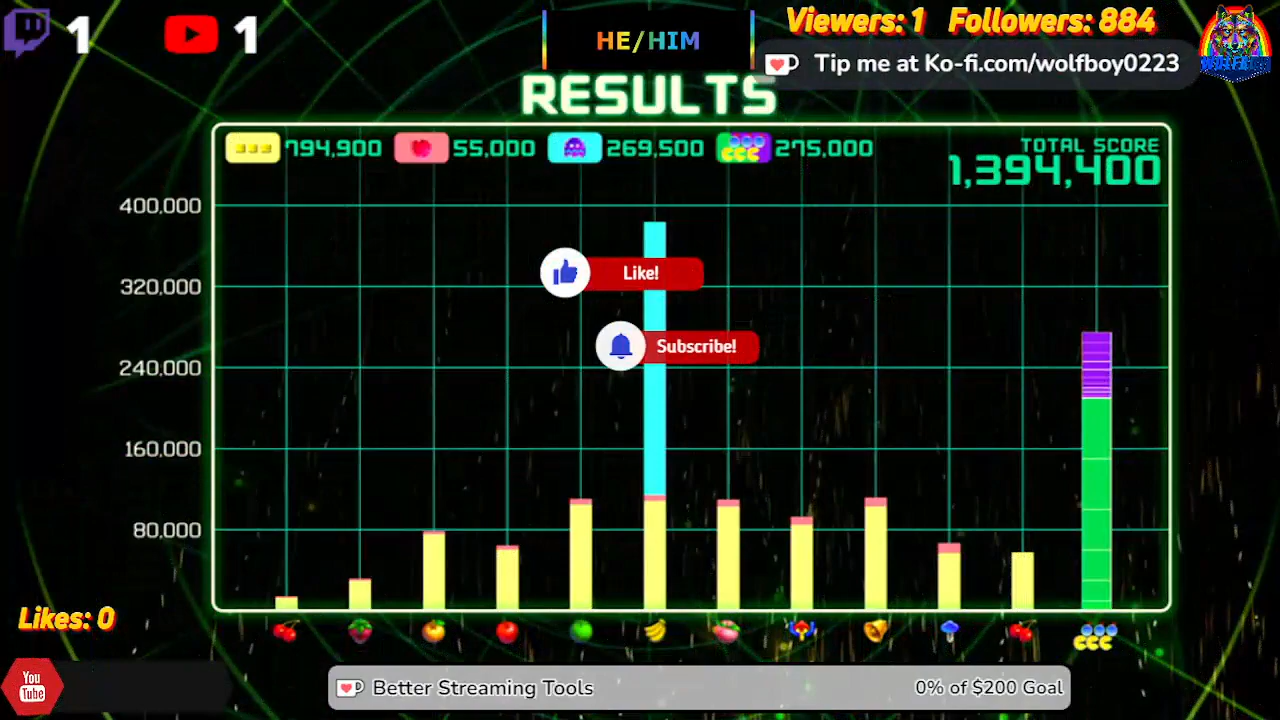 1
1
HE/HIM
Viewers: 1 Followers: 884
Tip me at Ko-fi.com/wolfboy0223
RESULTS
794,900 55,000 269,500 275,000
TOTAL SCORE
1,394,400
400,000
320,000
240,000
160,000
80,000
Like!
Subscribe!
Likes: 0
You
Tube
Better Streaming Tools
0% of $200 Goal